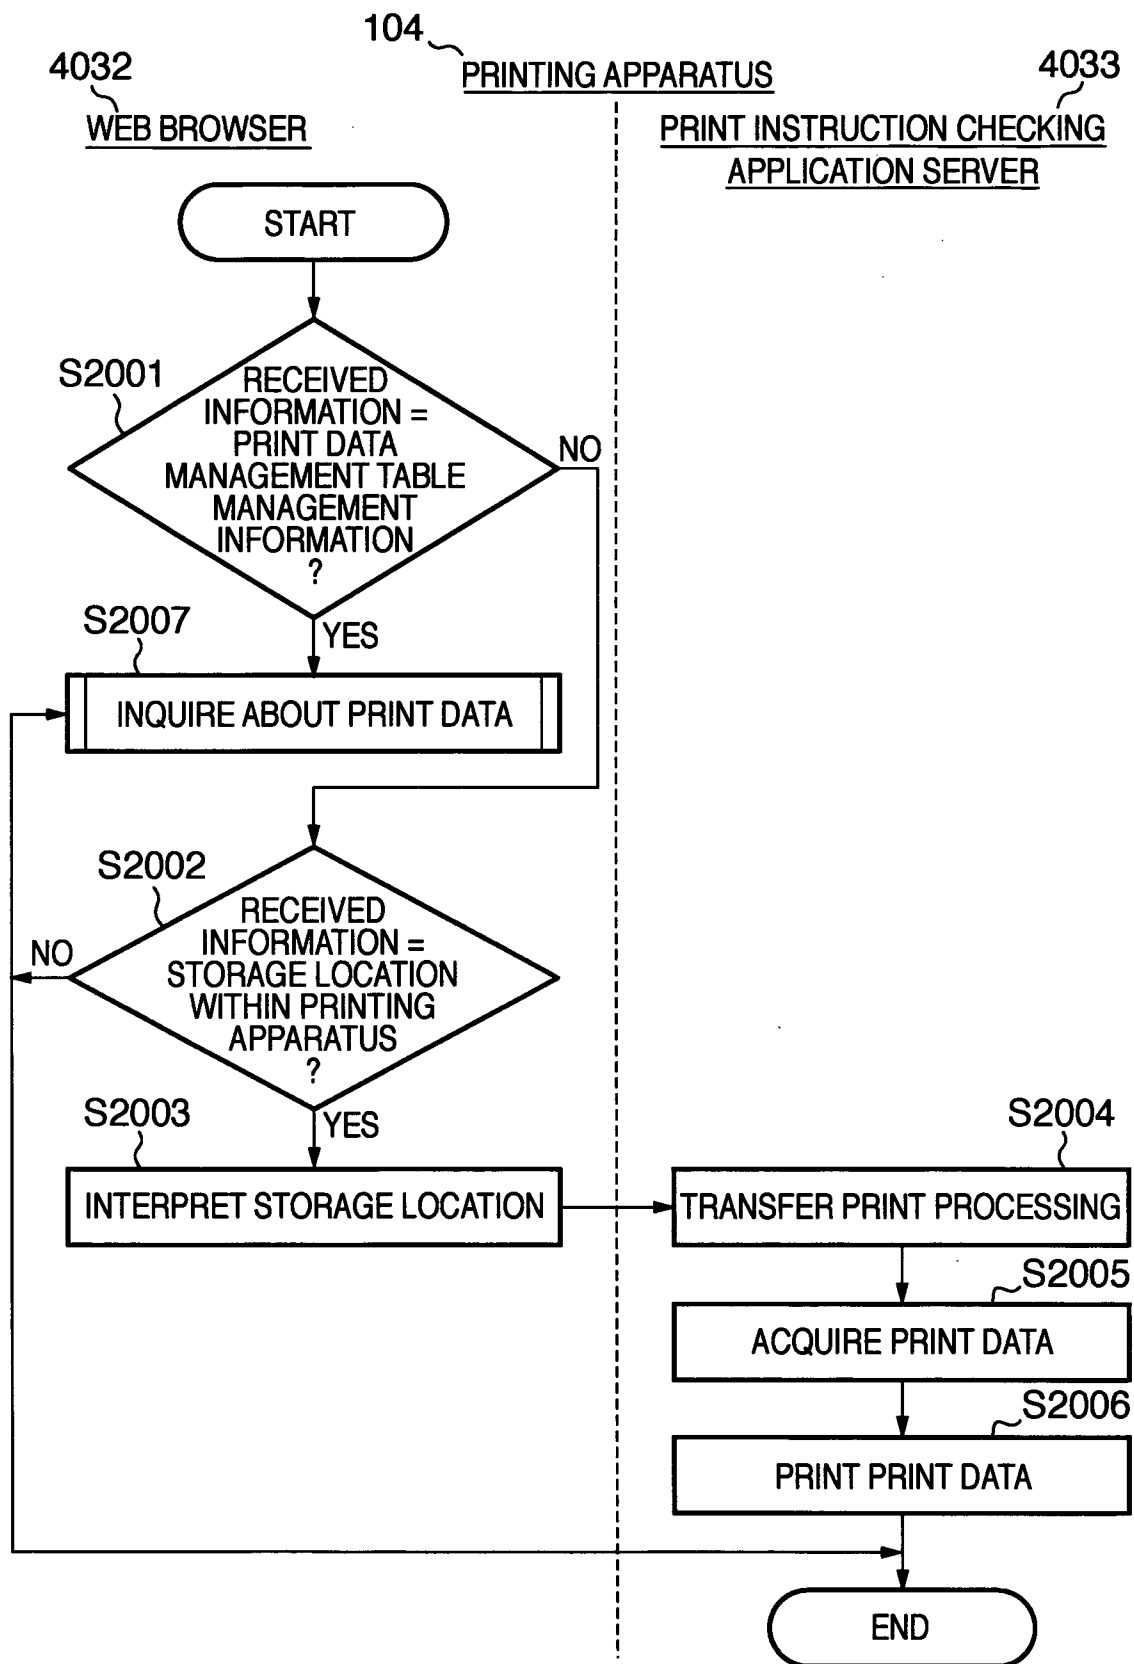 104
PRINTING APPARATUS
4032
WEB BROWSER
4033
PRINT INSTRUCTION CHECKING
APPLICATION SERVER
START
S2001
RECEIVED
INFORMATION =
PRINT DATA
MANAGEMENT TABLE
MANAGEMENT
INFORMATION
?
NO
YES
S2007
INQUIRE ABOUT PRINT DATA
S2002
RECEIVED
INFORMATION =
STORAGE LOCATION
WITHIN PRINTING
APPARATUS
?
NO
YES
S2003
INTERPRET STORAGE LOCATION
S2004
TRANSFER PRINT PROCESSING
S2005
ACQUIRE PRINT DATA
S2006
PRINT PRINT DATA
END